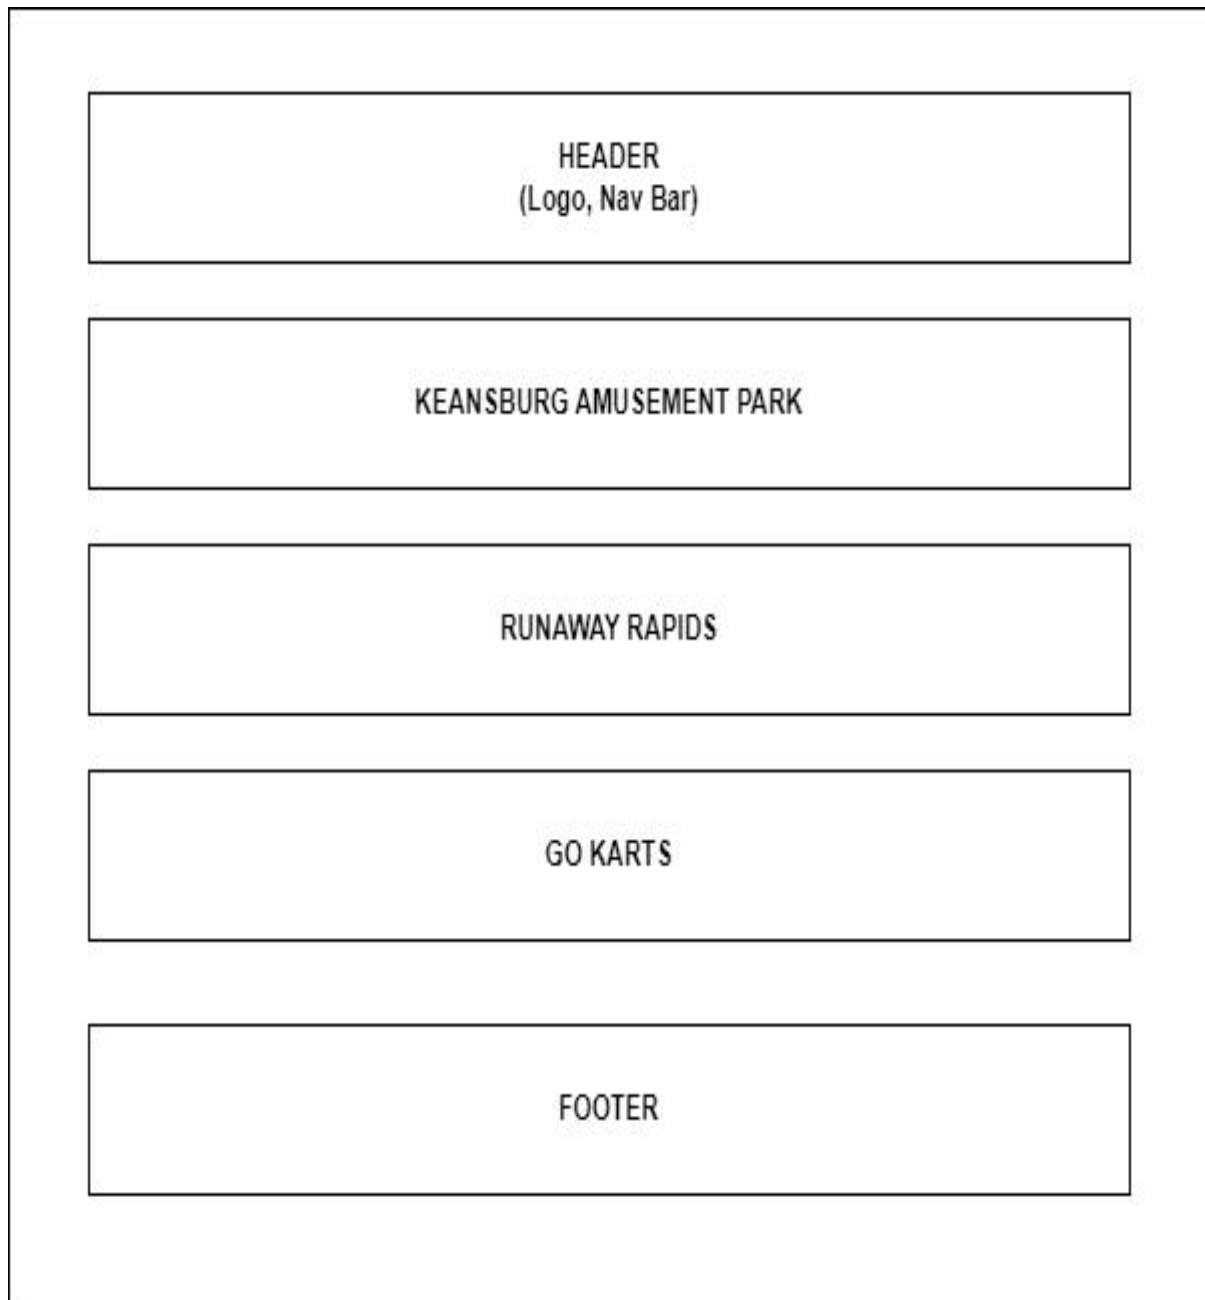 HEADER
(Logo, Nav Bar)
KEANSBURG AMUSEMENT PARK
RUNAWAY RAPIDS
GO KARTS
FOOTER